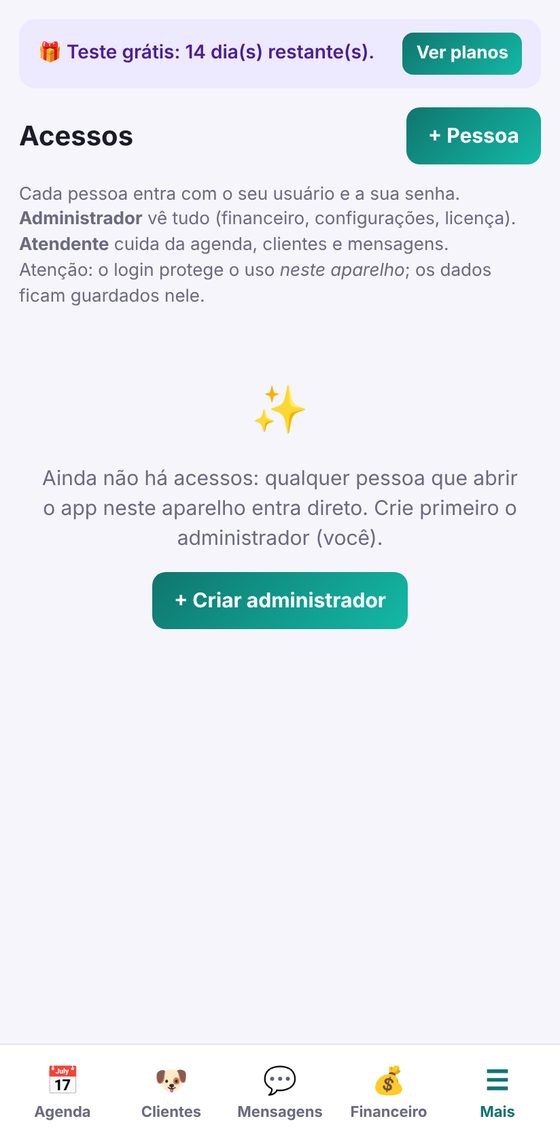 🎁 Teste grátis: 14 dia(s) restante(s).
Ver planos
Acessos
+ Pessoa
Cada pessoa entra com o seu usuário e a sua senha.
Administrador vê tudo (financeiro, configurações, licença).
Atendente cuida da agenda, clientes e mensagens.
Atenção: o login protege o uso neste aparelho; os dados
ficam guardados nele.
Ainda não há acessos: qualquer pessoa que abrir
o app neste aparelho entra direto. Crie primeiro o
administrador (você).
+ Criar administrador
July
17
Agenda
Clientes
Mensagens
Financeiro
Mais